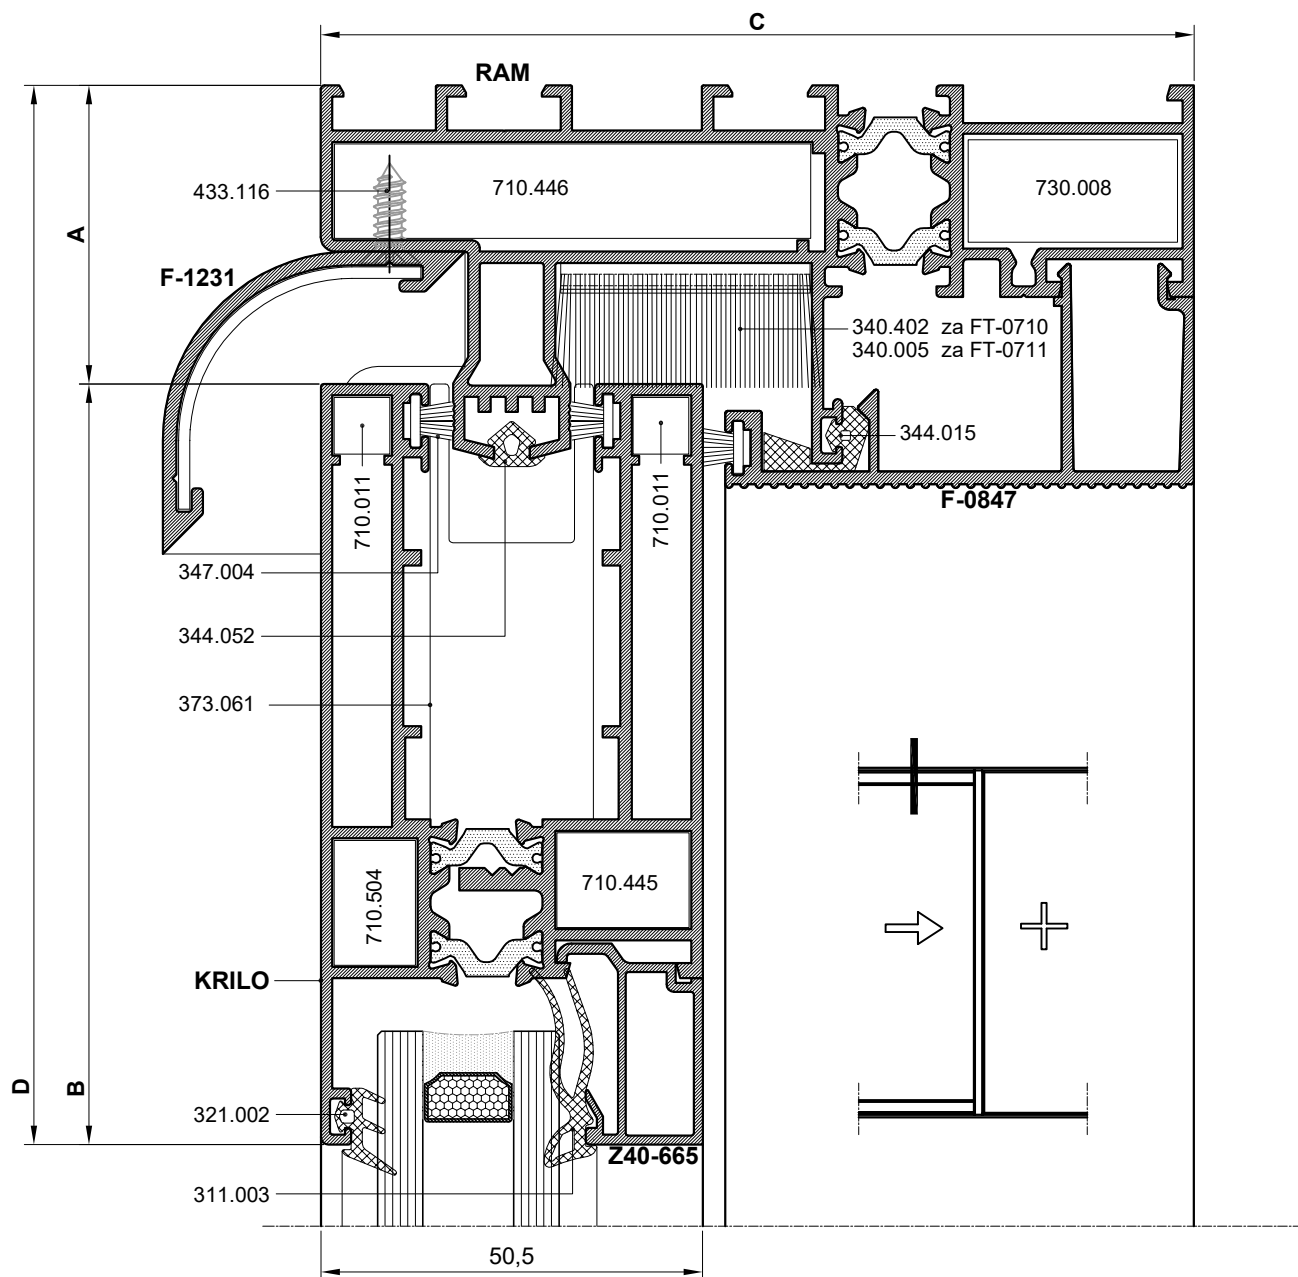 C
RAM
433.116
710.446
730.008
A
F-1231
340.402 za FT-0710
340.005 za FT-0711
344.015
F-0847
710.011
710.011
347.004
344.052
373.061
710.504
710.445
KRILO
D
B
321.002
Z40-665
311.003
50,5